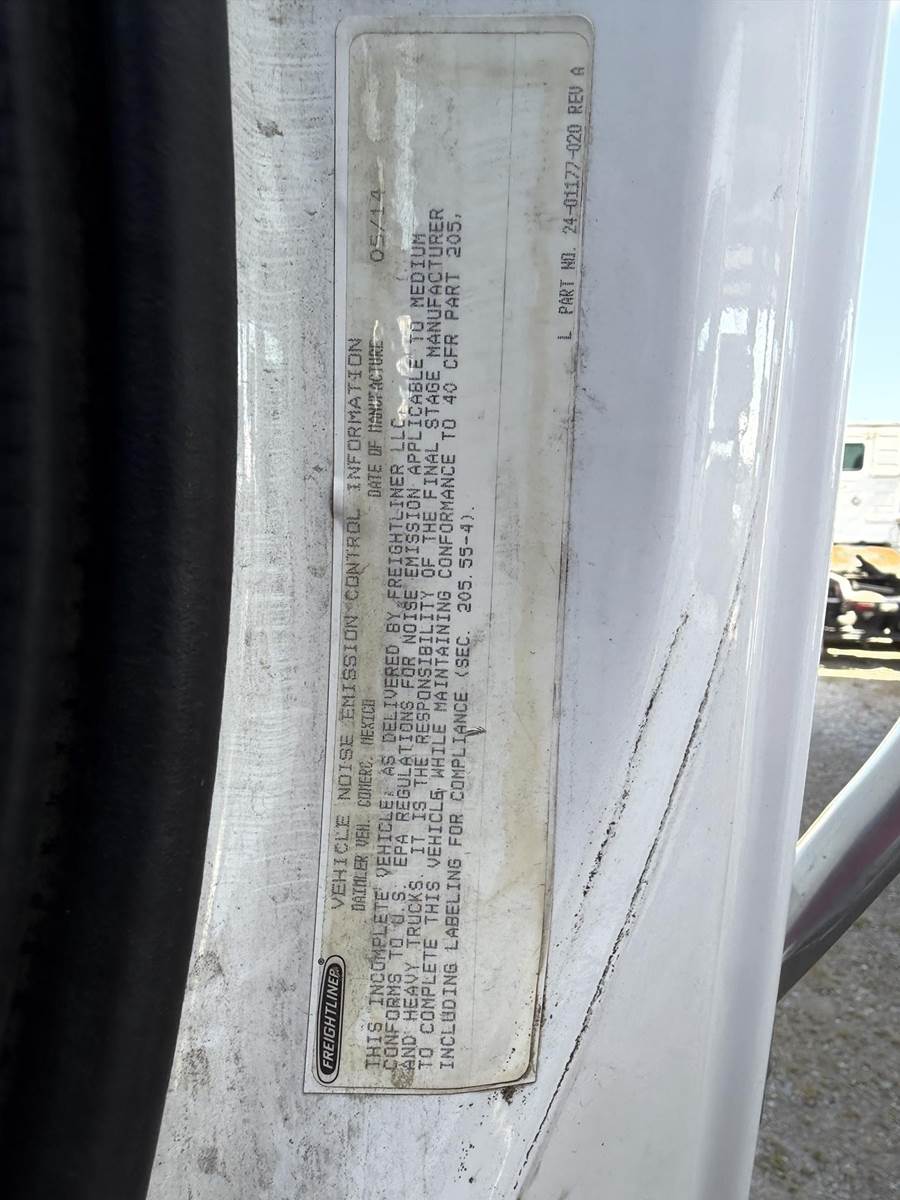 FREIGHTLINER®
VEHICLE NOISE EMISSION CONTROL INFORMATION
DAIMLER VEH. COMERC. MEXICO DATE OF MANUFACTURE 05/14
THIS INCOMPLETE VEHICLE, AS DELIVERED BY FREIGHTLINER LLC,
CONFORMS TO U.S. EPA REGULATIONS FOR NOISE EMISSION APPLICABLE TO MEDIUM
AND HEAVY TRUCKS. IT IS THE RESPONSIBILITY OF THE FINAL STAGE MANUFACTURER
TO COMPLETE THIS VEHICLE, WHILE MAINTAINING CONFORMANCE TO 40 CFR PART 205,
INCLUDING LABELING FOR COMPLIANCE (SEC. 205.55-4).
L PART NO. 24-01177-020 REV A